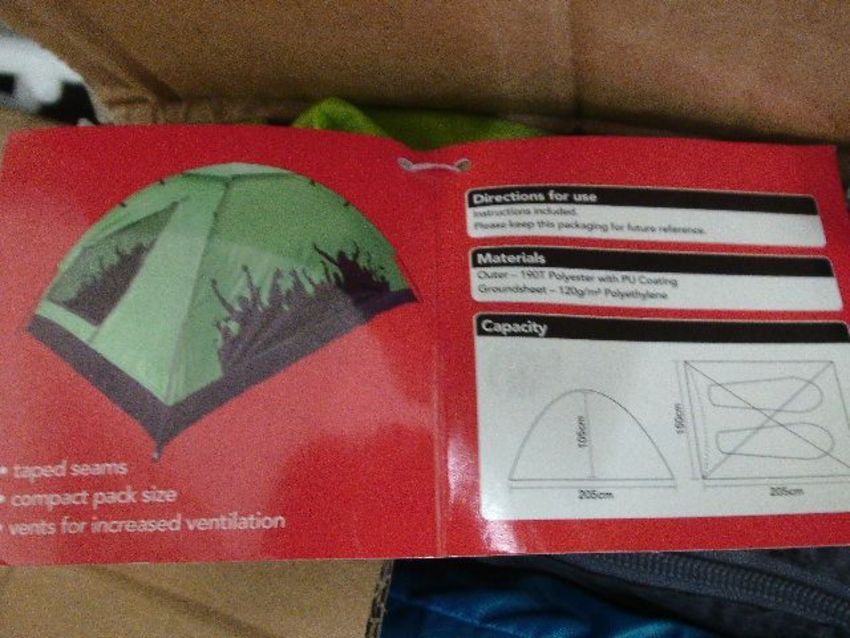 • taped seams
• compact pack size
• vents for increased ventilation
Directions for use
Instructions included.
Please keep this packaging for future reference.
Materials
Outer – 190T Polyester with PU Coating
Groundsheet – 120g/m² Polyethylene
Capacity
105cm
205cm
150cm
205cm